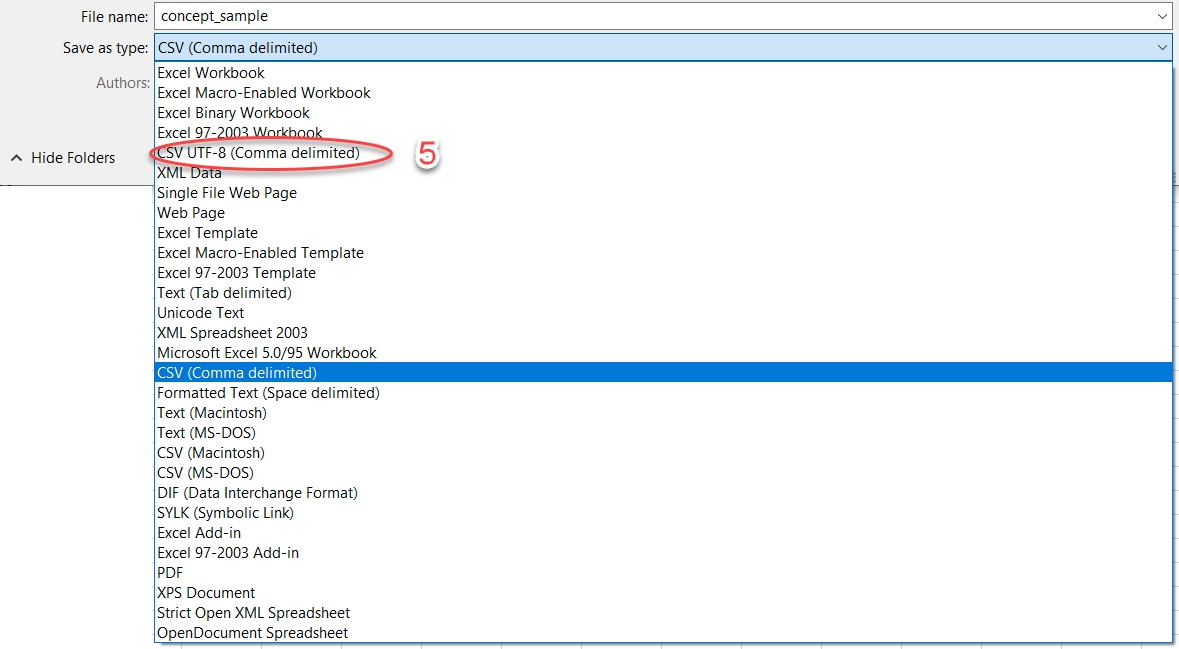 File name: concept_sample
Save as type: CSV (Comma delimited)
Excel Workbook
Authors: Excel Macro-Enabled Workbook
Excel Binary Workbook
Excel 97-2003 Workbook
CSV UTF-8 (Comma delimited) 5
Hide Folders
XML Data
Single File Web Page
Web Page
Excel Template
Excel Macro-Enabled Template
Excel 97-2003 Template
Text (Tab delimited)
Unicode Text
XML Spreadsheet 2003
Microsoft Excel 5.0/95 Workbook
CSV (Comma delimited)
Formatted Text (Space delimited)
Text (Macintosh)
Text (MS-DOS)
CSV (Macintosh)
CSV (MS-DOS)
DIF (Data Interchange Format)
SYLK (Symbolic Link)
Excel Add-in
Excel 97-2003 Add-in
PDF
XPS Document
Strict Open XML Spreadsheet
OpenDocument Spreadsheet